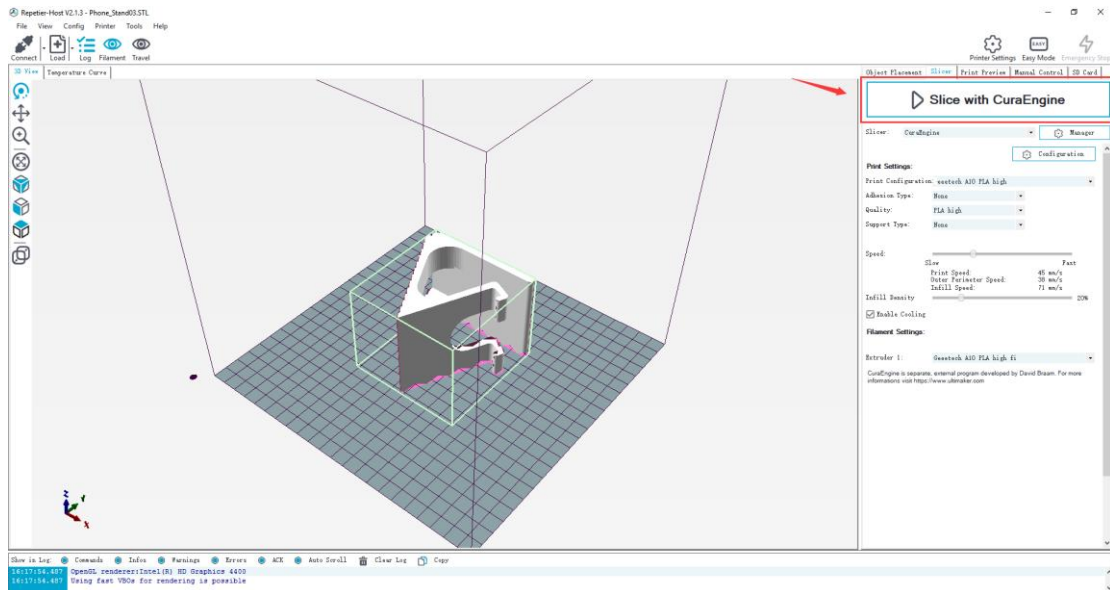 Repetier-Host V2.1.3 - Phone_Stand03.STL
File View Config Printer Tools Help
Connect Load Log Filament Travel
Printer Settings Easy Mode Emergency Stop
EASY
3D View Temperature Curve
Object Placement Slicer Print Preview Manual Control SD Card
Slice with CuraEngine
Slicer: CuraEngine Manager
Configuration
Print Settings:
Print Configuration: eeetech A10 PLA high
Adhesion Type: None
Quality: PLA high
Support Type: None
Speed:
Slow Fast
Print Speed: 45 mm/s
Outer Perimeter Speed: 38 mm/s
Infill Speed: 71 mm/s
Infill Density 20%
Enable Cooling
Filament Settings:
Extruder 1: Geeetech A10 PLA high fi
CuraEngine is separate, external program developed by David Braam. For more
informations visit https://www.ultimaker.com
Z Y X
Show in Log: Commands Infos Warnings Errors ACK Auto Scroll Clear Log Copy
16:17:54.487 OpenGL renderer:Intel(R) HD Graphics 4400
16:17:54.487 Using fast VBOs for rendering is possible